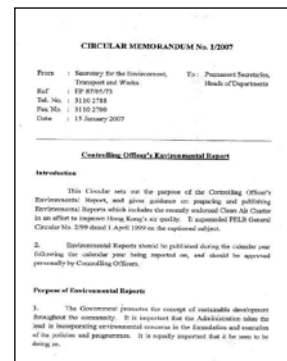 CIRCULAR MEMORANDUM No. 1/2007
From : Secretary for the Environment, Transport and Works
To : Permanent Secretaries, Heads of Departments
Ref : EP 87/95/73
Tel. No. : 3110 2788
Fax No. : 3110 2700
Date : 15 January 2007
Controlling Officer's Environmental Report
Introduction
This Circular sets out the purpose of the Controlling Officer's
Environmental Report, and gives guidance on preparing and publishing
Environmental Reports which includes the recently endorsed Clean Air Charter
in an effort to improve Hong Kong's air quality. It superseded PELB General
Circular No. 2/99 dated 1 April 1999 on the captioned subject.
2. Environmental Reports should be published during the calendar year
following the calendar year being reported on, and should be approved
personally by Controlling Officers.
Purpose of Environmental Reports
3. The Government promotes the concept of sustainable development
throughout the community. It is important that the Administration takes the
lead in incorporating environmental concerns in the formulation and execution
of its policies and programmes. It is equally important that it be seen to be
doing so.